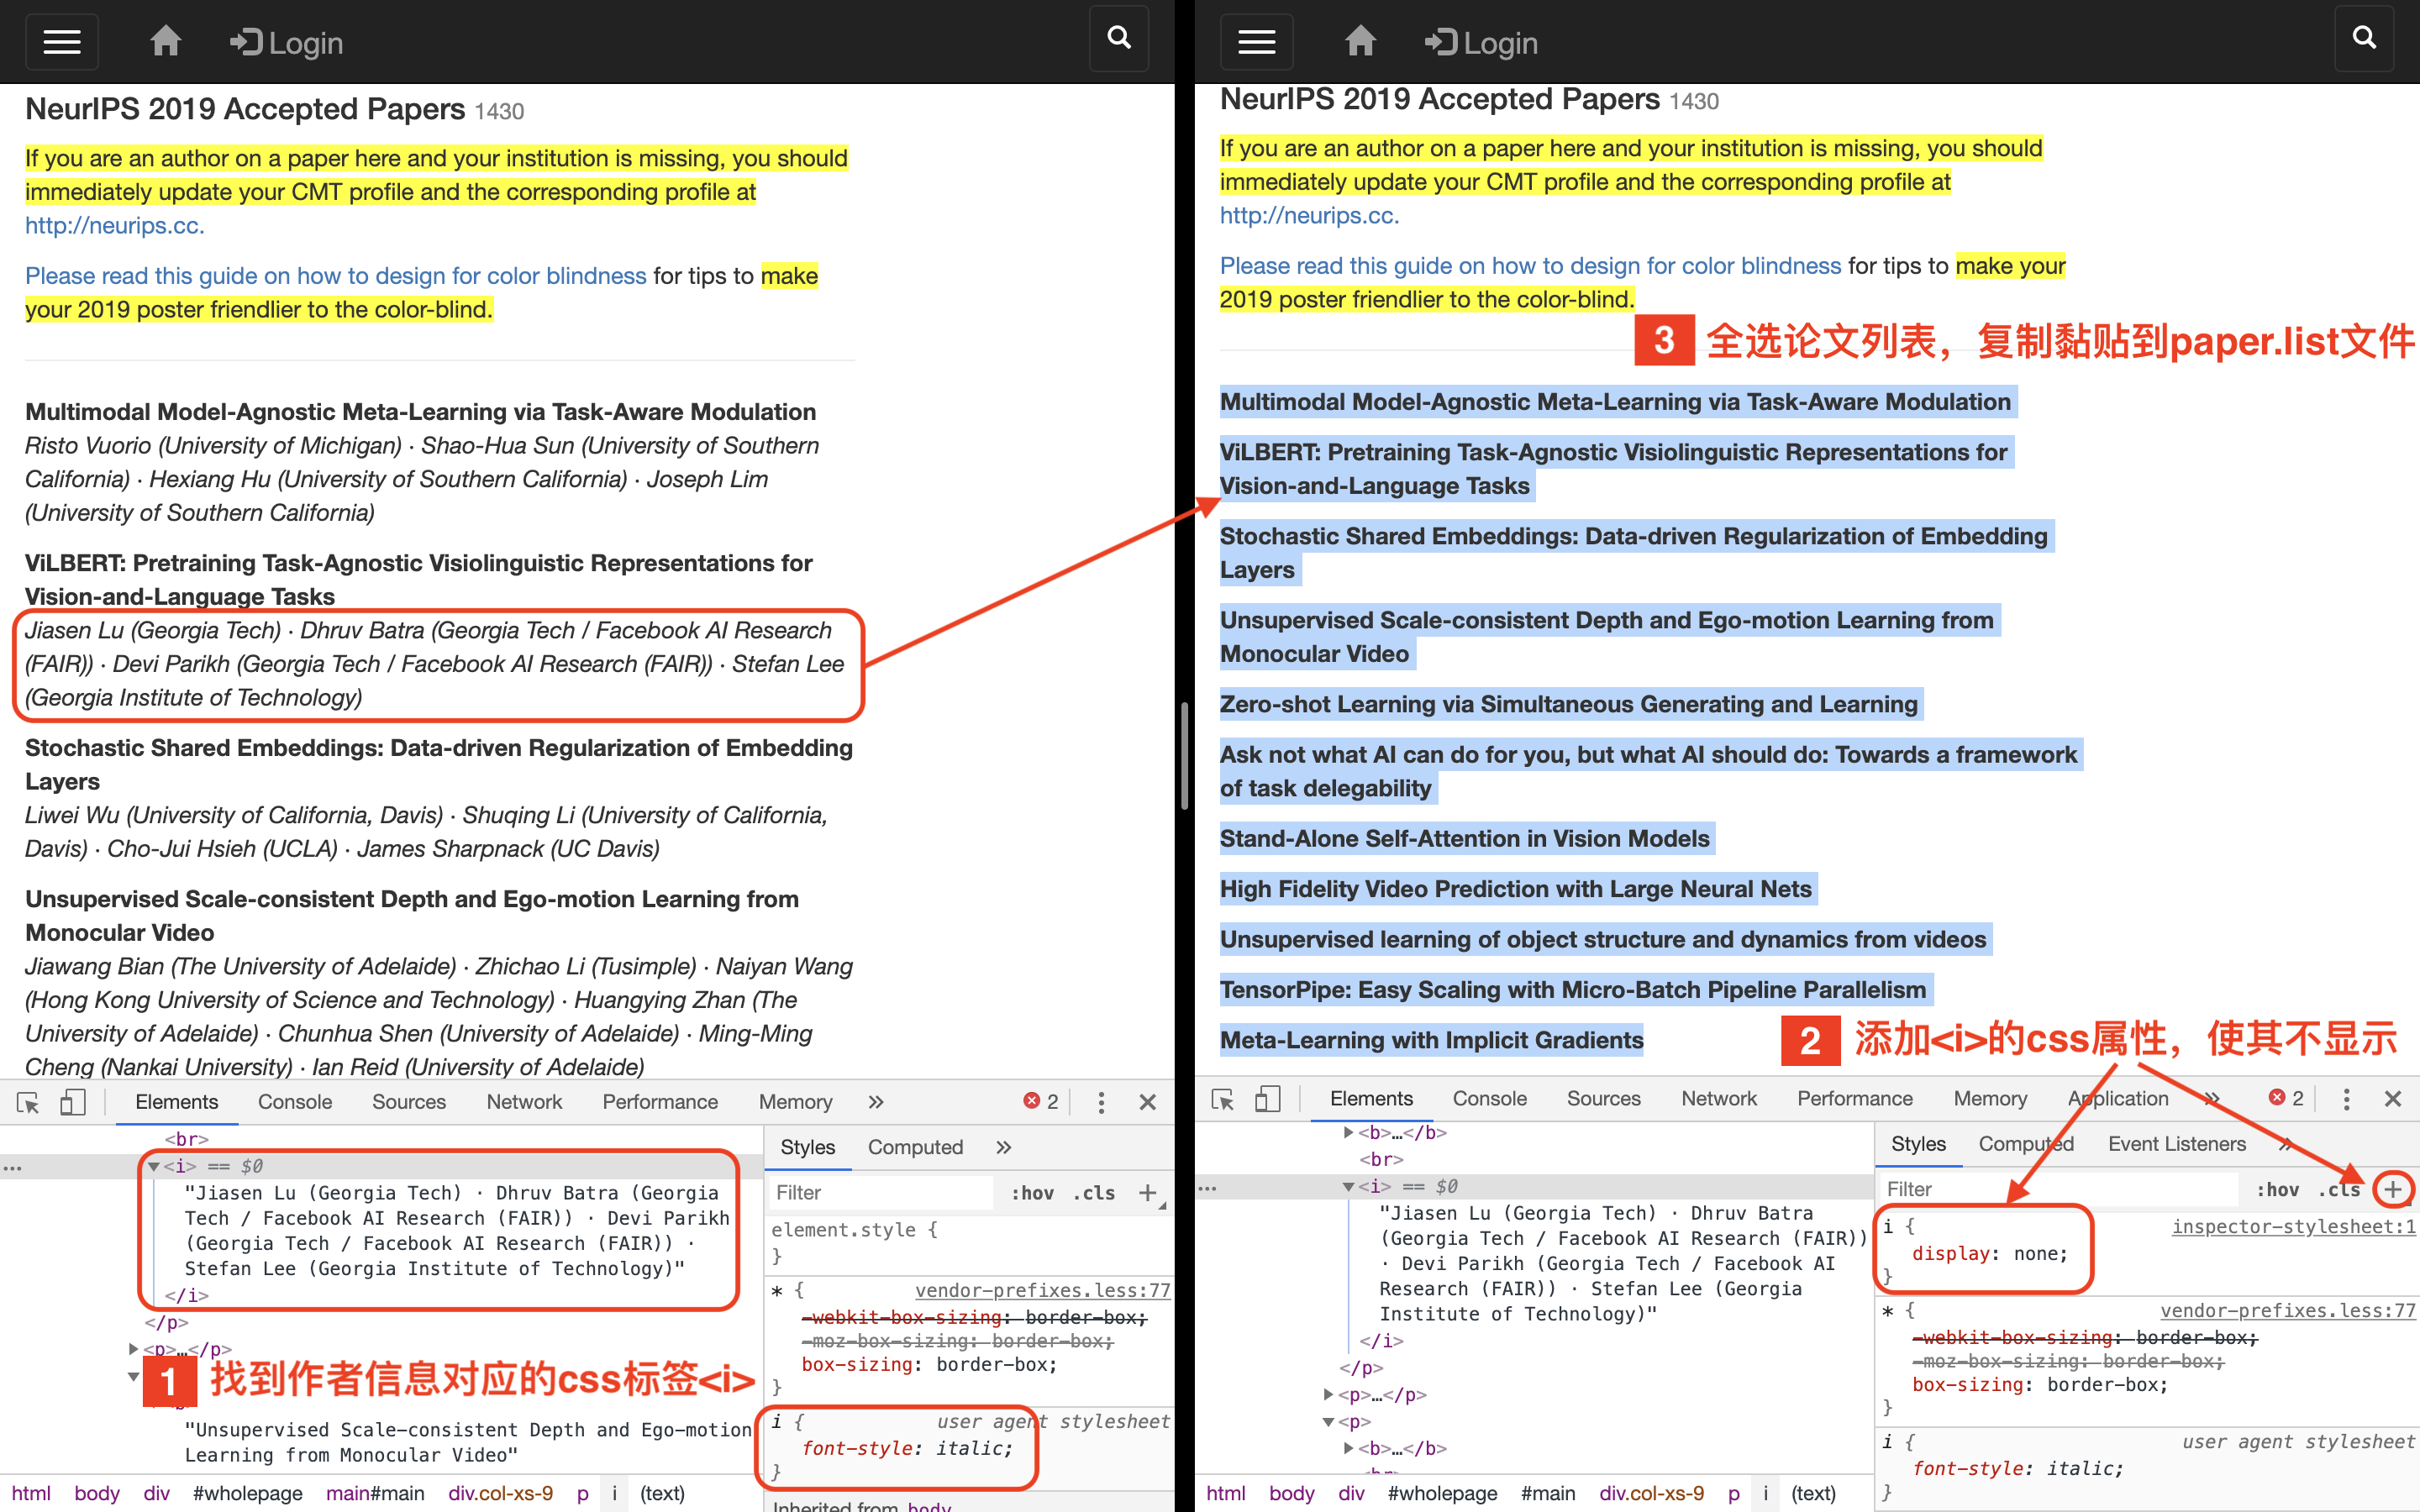 Login
NeurIPS 2019 Accepted Papers 1430
If you are an author on a paper here and your institution is missing, you should
immediately update your CMT profile and the corresponding profile at
http://neurips.cc.
Please read this guide on how to design for color blindness for tips to make
your 2019 poster friendlier to the color-blind.
Multimodal Model-Agnostic Meta-Learning via Task-Aware Modulation
Risto Vuorio (University of Michigan) · Shao-Hua Sun (University of Southern
California) · Hexiang Hu (University of Southern California) · Joseph Lim
(University of Southern California)
ViLBERT: Pretraining Task-Agnostic Visiolinguistic Representations for
Vision-and-Language Tasks
Jiasen Lu (Georgia Tech) · Dhruv Batra (Georgia Tech / Facebook AI Research
(FAIR)) · Devi Parikh (Georgia Tech / Facebook AI Research (FAIR)) · Stefan Lee
(Georgia Institute of Technology)
Stochastic Shared Embeddings: Data-driven Regularization of Embedding
Layers
Liwei Wu (University of California, Davis) · Shuqing Li (University of California,
Davis) · Cho-Jui Hsieh (UCLA) · James Sharpnack (UC Davis)
Unsupervised Scale-consistent Depth and Ego-motion Learning from
Monocular Video
Jiawang Bian (The University of Adelaide) · Zhichao Li (Tusimple) · Naiyan Wang
(Hong Kong University of Science and Technology) · Huangying Zhan (The
University of Adelaide) · Chunhua Shen (University of Adelaide) · Ming-Ming
Cheng (Nankai University) · Ian Reid (University of Adelaide)
Elements Console Sources Network Performance Memory » 2
<br>
… ▼<i> == $0
"Jiasen Lu (Georgia Tech) · Dhruv Batra (Georgia
Tech / Facebook AI Research (FAIR)) · Devi Parikh
(Georgia Tech / Facebook AI Research (FAIR)) ·
Stefan Lee (Georgia Institute of Technology)"
</i>
</p>
▶<p>…</p>
1 找到作者信息对应的css标签<i>
"Unsupervised Scale-consistent Depth and Ego-motion
Learning from Monocular Video"
html body div #wholepage main#main div.col-xs-9 p i (text)
Styles Computed »
Filter :hov .cls +
element.style {
}
* { vendor-prefixes.less:77
-webkit-box-sizing: border-box;
-moz-box-sizing: border-box;
box-sizing: border-box;
}
i { user agent stylesheet
font-style: italic;
}
Inherited from body
Login
NeurIPS 2019 Accepted Papers 1430
If you are an author on a paper here and your institution is missing, you should
immediately update your CMT profile and the corresponding profile at
http://neurips.cc.
Please read this guide on how to design for color blindness for tips to make your
2019 poster friendlier to the color-blind.
3 全选论文列表，复制黏贴到paper.list文件
Multimodal Model-Agnostic Meta-Learning via Task-Aware Modulation
ViLBERT: Pretraining Task-Agnostic Visiolinguistic Representations for
Vision-and-Language Tasks
Stochastic Shared Embeddings: Data-driven Regularization of Embedding
Layers
Unsupervised Scale-consistent Depth and Ego-motion Learning from
Monocular Video
Zero-shot Learning via Simultaneous Generating and Learning
Ask not what AI can do for you, but what AI should do: Towards a framework
of task delegability
Stand-Alone Self-Attention in Vision Models
High Fidelity Video Prediction with Large Neural Nets
Unsupervised learning of object structure and dynamics from videos
TensorPipe: Easy Scaling with Micro-Batch Pipeline Parallelism
Meta-Learning with Implicit Gradients
2 添加<i>的css属性，使其不显示
Elements Console Sources Network Performance Memory Application » 2
▶<b>…</b>
<br>
… ▼<i> == $0
"Jiasen Lu (Georgia Tech) · Dhruv Batra
(Georgia Tech / Facebook AI Research (FAIR))
· Devi Parikh (Georgia Tech / Facebook AI
Research (FAIR)) · Stefan Lee (Georgia
Institute of Technology)"
</i>
</p>
▶<p>…</p>
▼<p>
▶<b>…</b>
html body div #wholepage #main div.col-xs-9 p i (text)
Styles Computed Event Listeners »
Filter :hov .cls +
i { inspector-stylesheet:1
display: none;
}
* { vendor-prefixes.less:77
-webkit-box-sizing: border-box;
-moz-box-sizing: border-box;
box-sizing: border-box;
}
i { user agent stylesheet
font-style: italic;
}